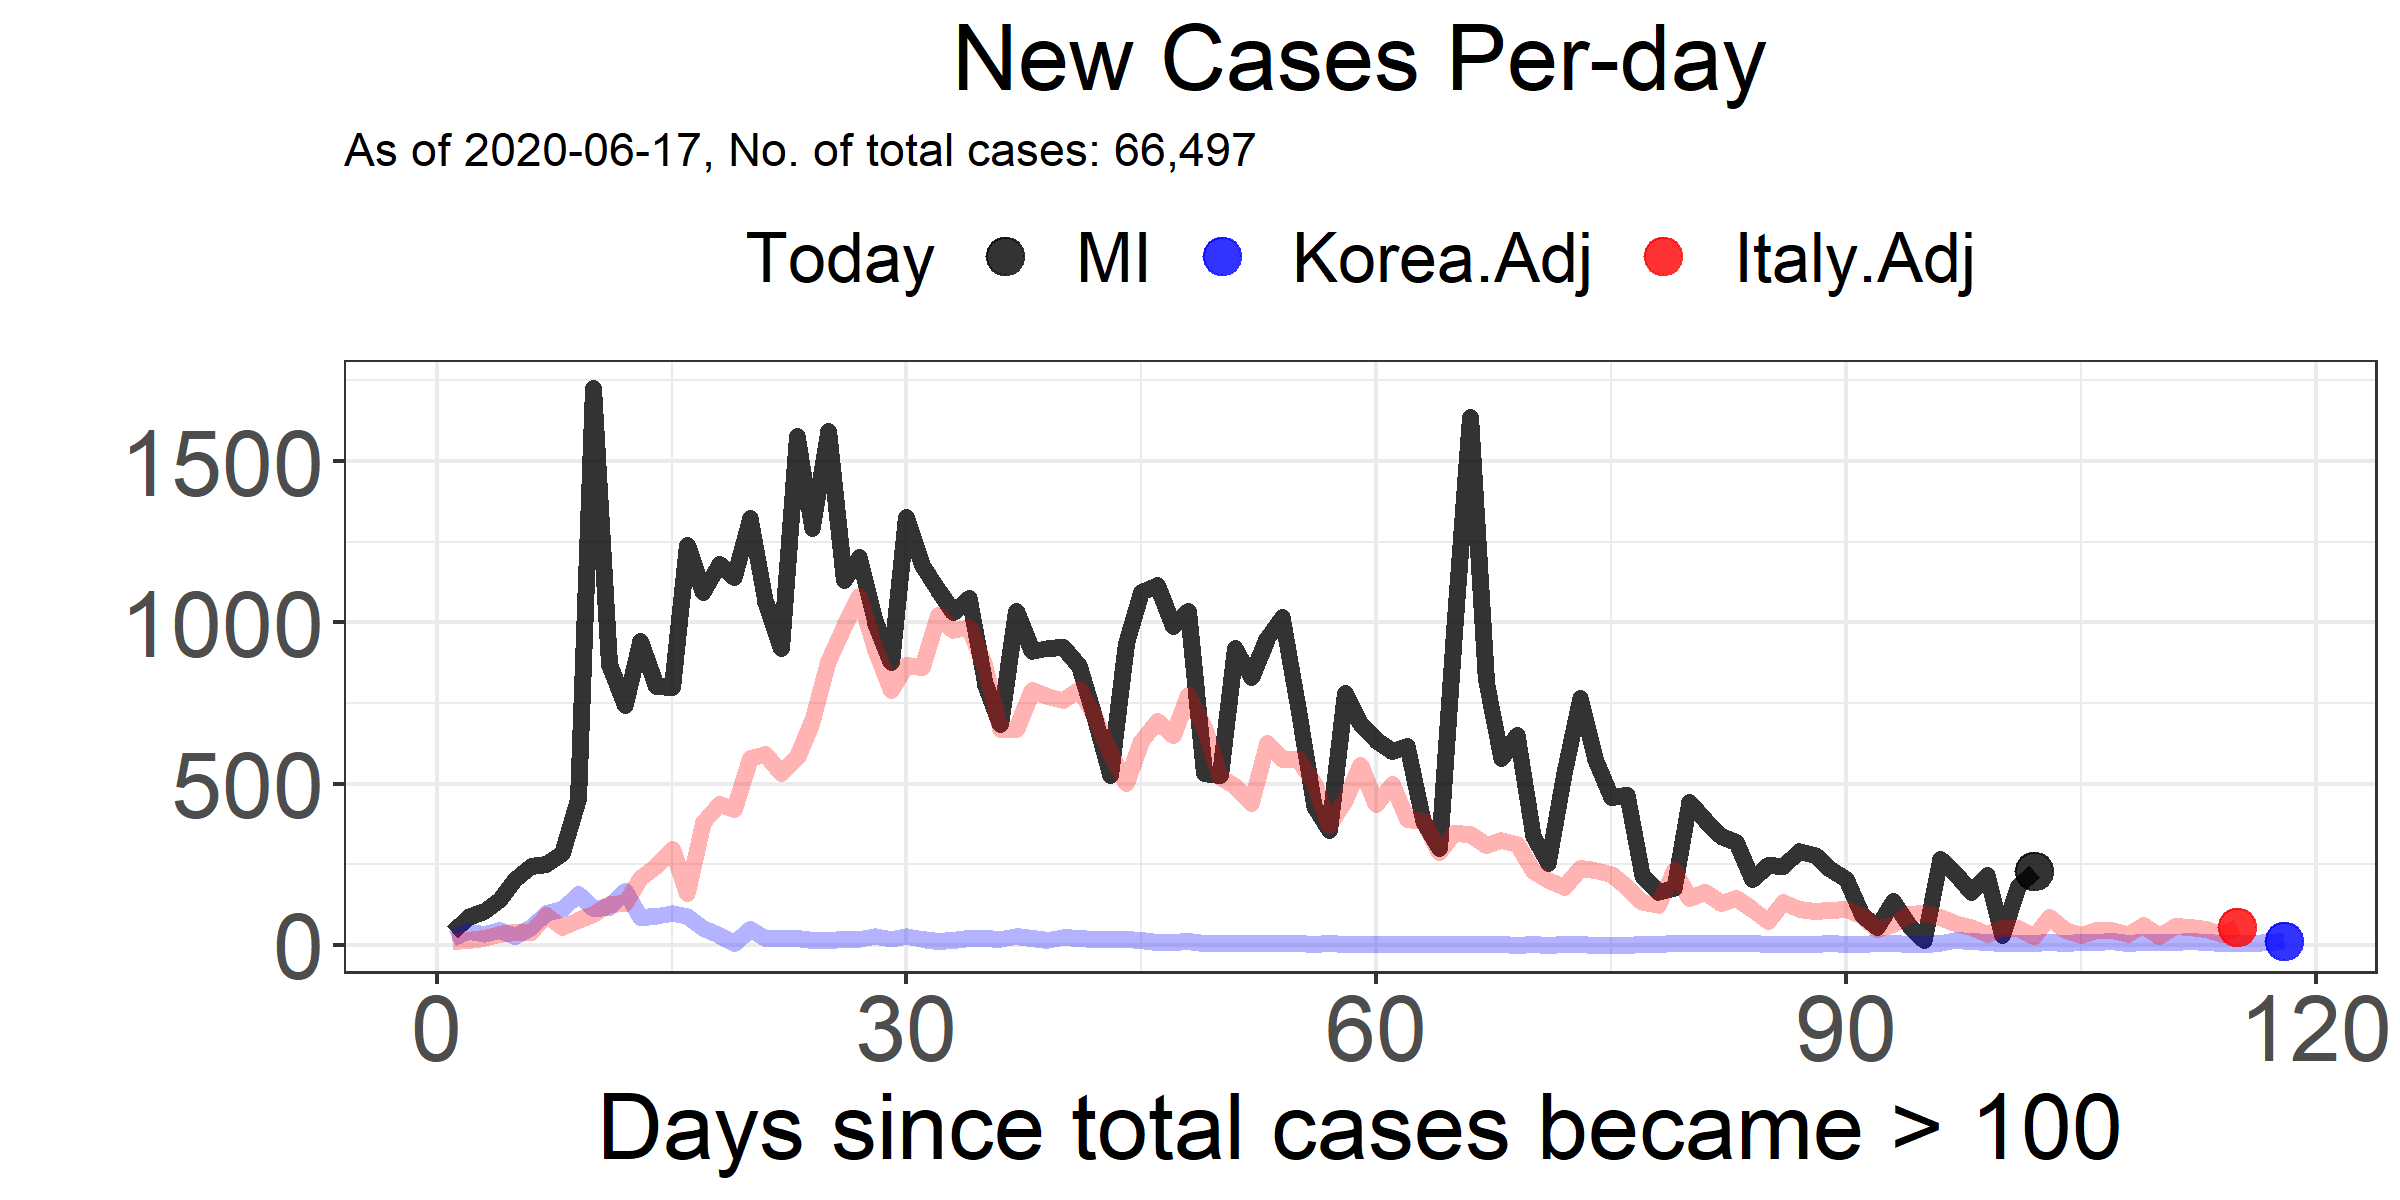 New Cases Per-day
As of 2020-06-17, No. of total cases: 66,497
Today MI Korea.Adj Italy.Adj
1500
1000
500
0
0 30 60 90 120
Days since total cases became > 100